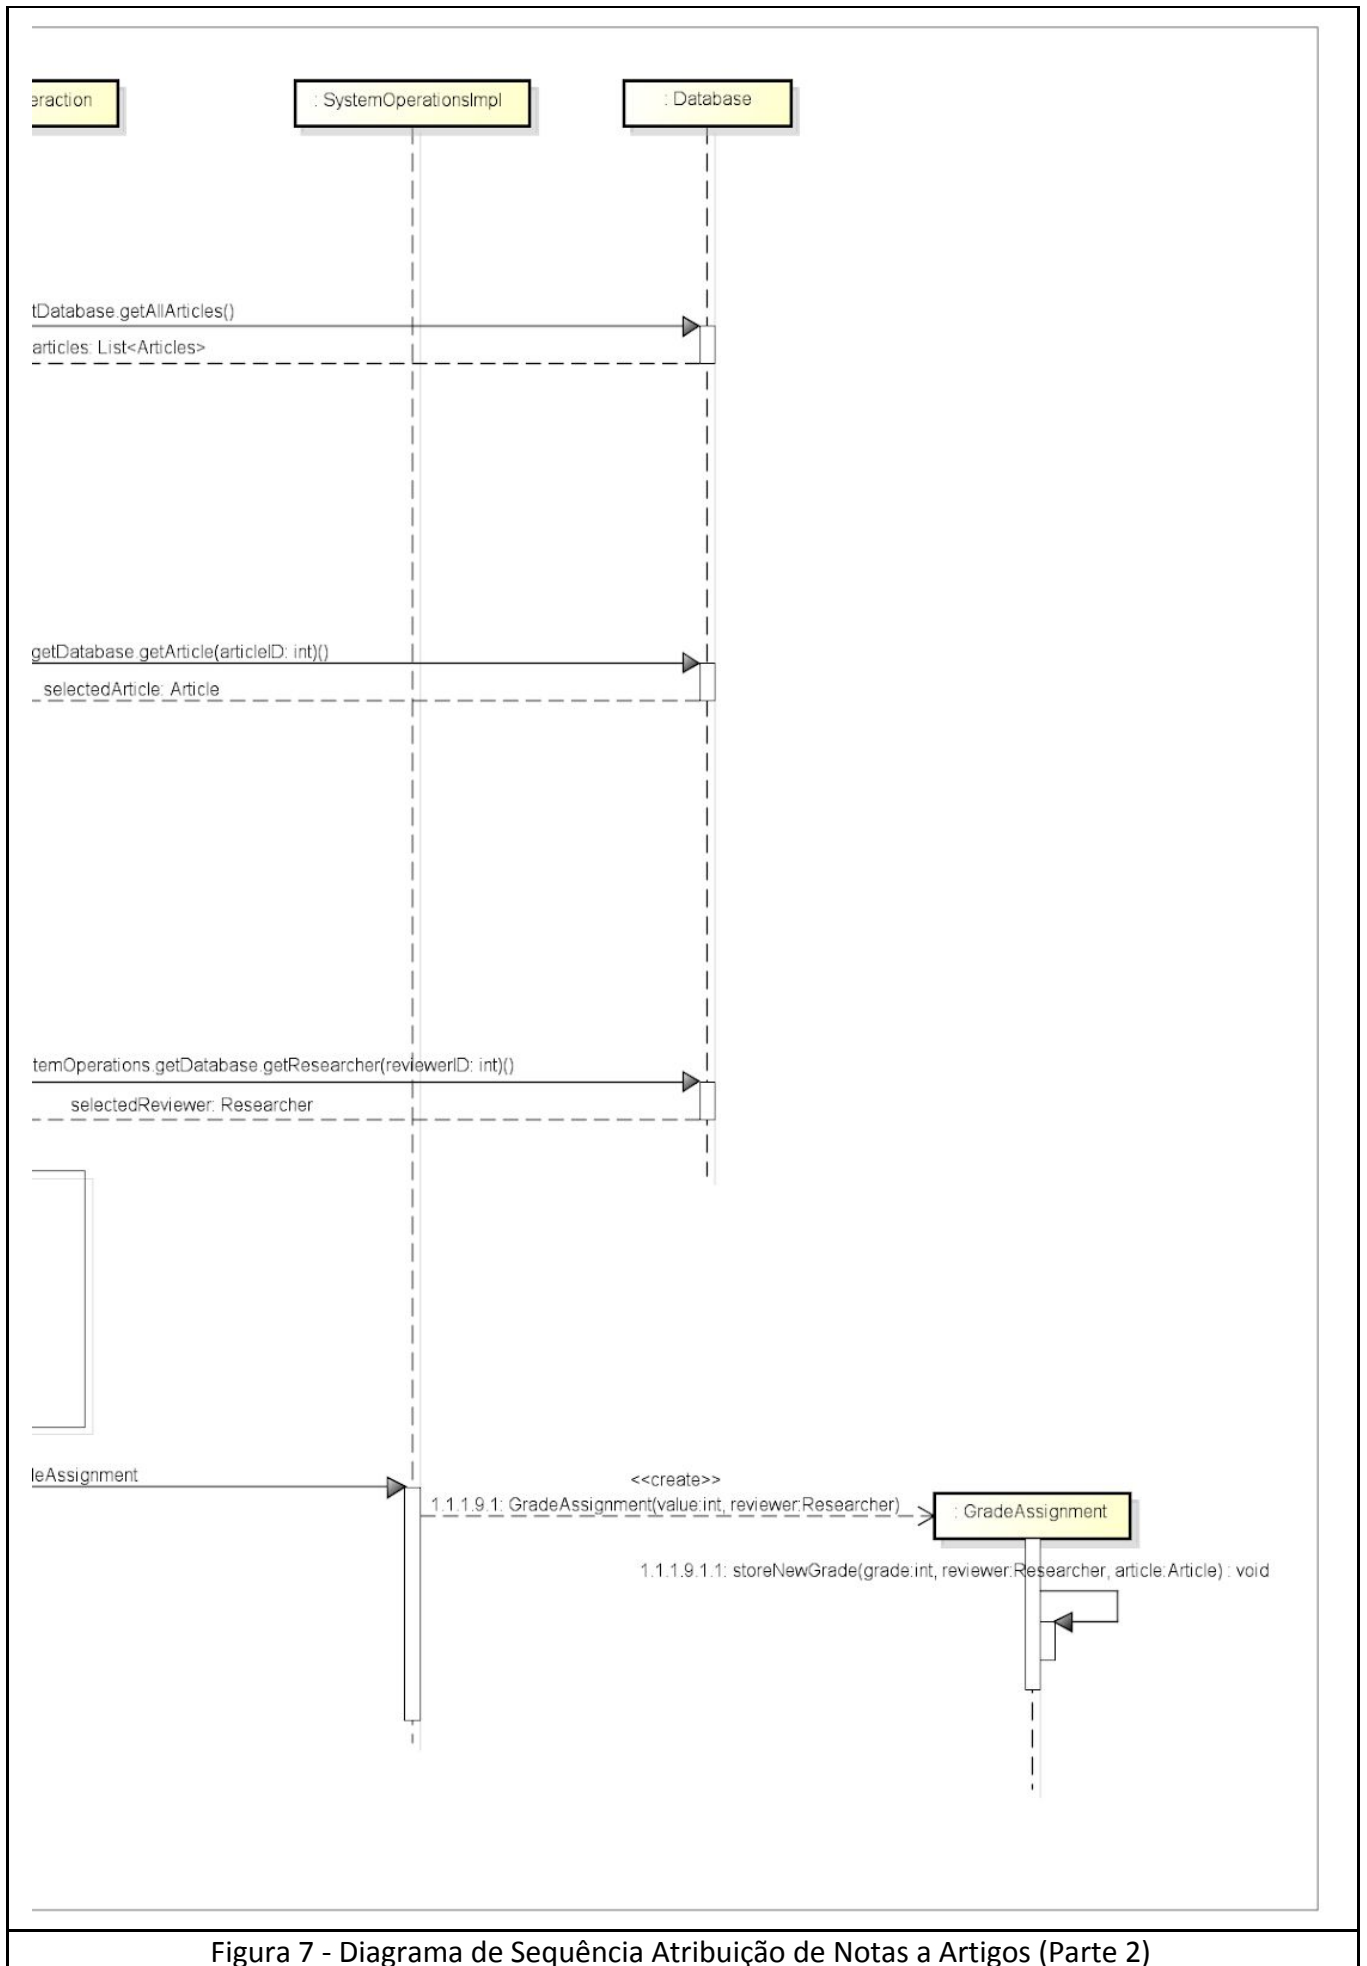 eraction
: SystemOperationsImpl
: Database
tDatabase.getAllArticles()
articles: List<Articles>
getDatabase.getArticle(articleID: int)()
selectedArticle: Article
temOperations.getDatabase.getResearcher(reviewerID: int)()
selectedReviewer: Researcher
deAssignment
<<create>>
1.1.1.9.1: GradeAssignment(value:int, reviewer:Researcher)
: GradeAssignment
1.1.1.9.1.1: storeNewGrade(grade:int, reviewer:Researcher, article:Article) : void
Figura 7 - Diagrama de Sequência Atribuição de Notas a Artigos (Parte 2)